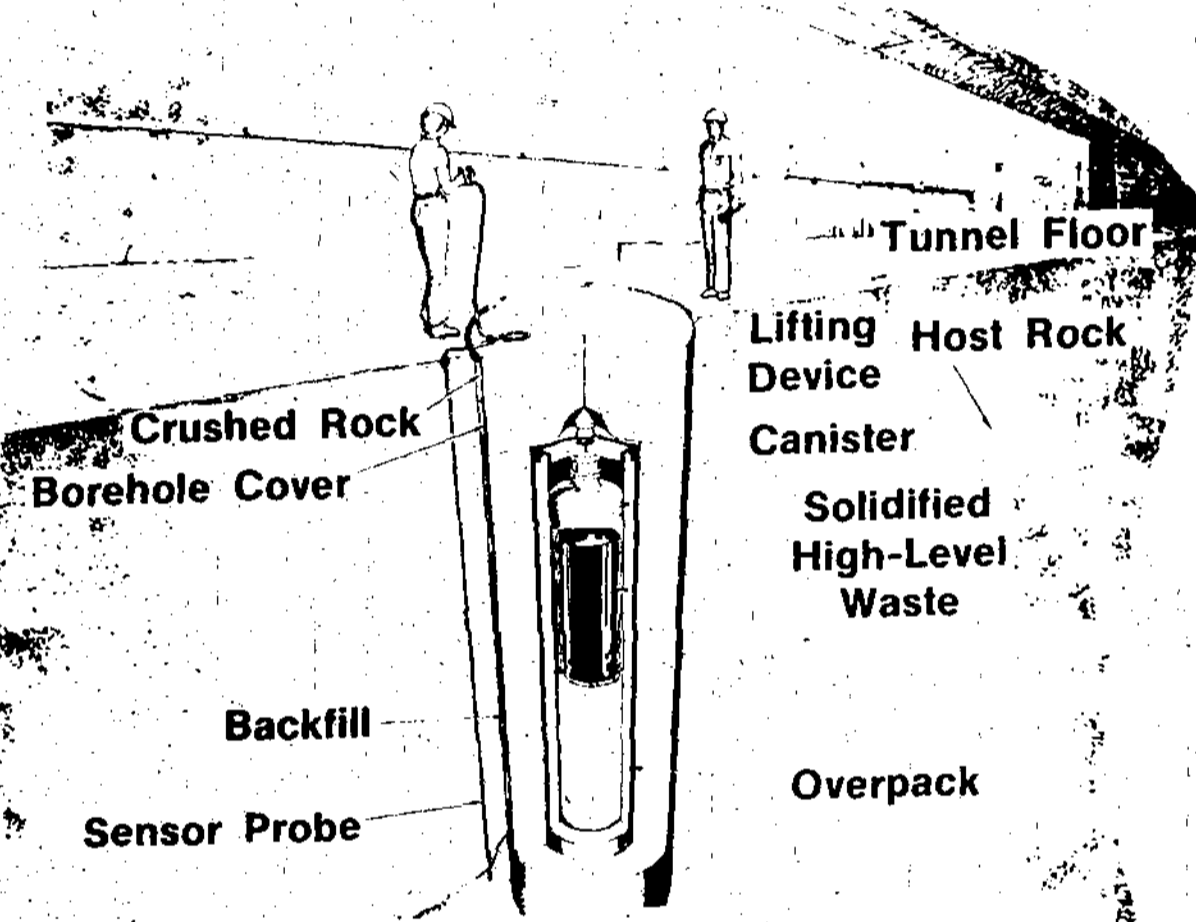 Tunnel Floor
Lifting
Device
Host Rock
Crushed Rock
Canister
Borehole Cover
Solidified
High-Level
Waste
Backfill
Overpack
Sensor Probe